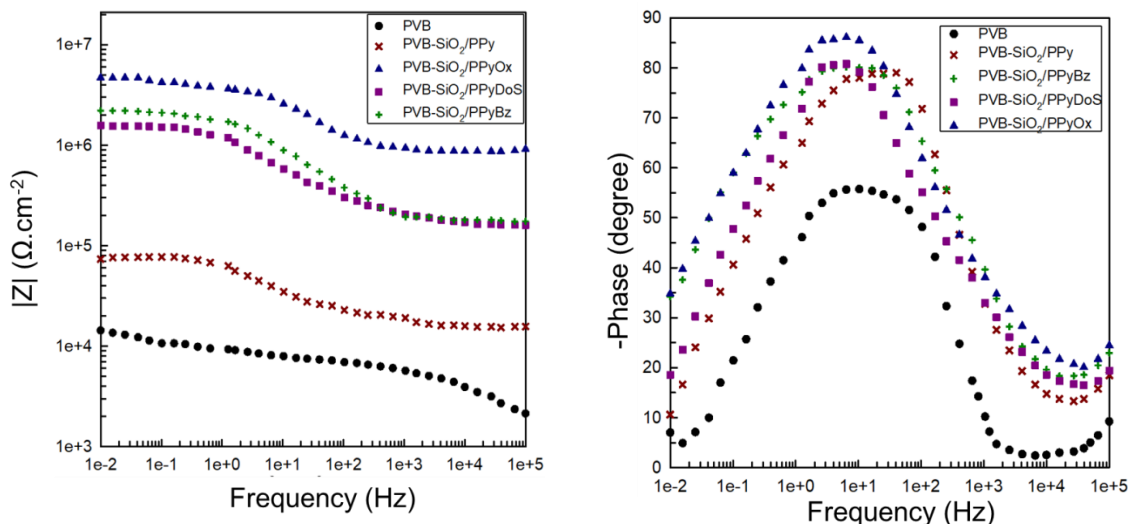 1e+7
1e+6
1e+5
1e+4
1e+3
|Z| (Ω.cm-2)
PVB
PVB-SiO2/PPy
PVB-SiO2/PPyOx
PVB-SiO2/PPyDoS
PVB-SiO2/PPyBz
1e-2 1e-1 1e+0 1e+1 1e+2 1e+3 1e+4 1e+5
Frequency (Hz)
90
80
70
60
50
40
30
20
10
0
-Phase (degree)
PVB
PVB-SiO2/PPy
PVB-SiO2/PPyBz
PVB-SiO2/PPyDoS
PVB-SiO2/PPyOx
1e-2 1e-1 1e+0 1e+1 1e+2 1e+3 1e+4 1e+5
Frequency (Hz)